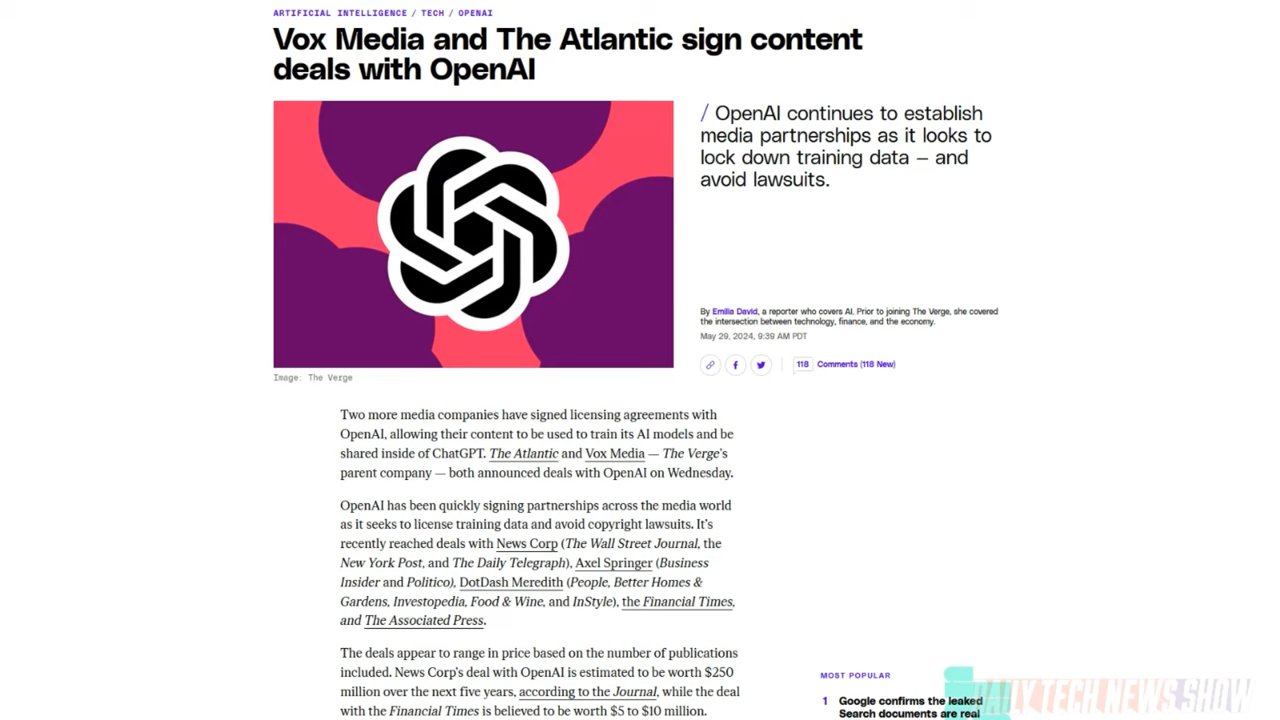 ARTIFICIAL INTELLIGENCE / TECH / OPENAI
Vox Media and The Atlantic sign content
deals with OpenAI
/ OpenAI continues to establish
media partnerships as it looks to
lock down training data — and
avoid lawsuits.
By Emilia David, a reporter who covers AI. Prior to joining The Verge, she covered
the intersection between technology, finance, and the economy.
May 29, 2024, 9:39 AM PDT
118 Comments (118 New)
Image: The Verge
Two more media companies have signed licensing agreements with
OpenAI, allowing their content to be used to train its AI models and be
shared inside of ChatGPT. The Atlantic and Vox Media — The Verge's
parent company — both announced deals with OpenAI on Wednesday.
OpenAI has been quickly signing partnerships across the media world
as it seeks to license training data and avoid copyright lawsuits. It's
recently reached deals with News Corp (The Wall Street Journal, the
New York Post, and The Daily Telegraph), Axel Springer (Business
Insider and Politico), DotDash Meredith (People, Better Homes &
Gardens, Investopedia, Food & Wine, and InStyle), the Financial Times,
and The Associated Press.
The deals appear to range in price based on the number of publications
included. News Corp's deal with OpenAI is estimated to be worth $250
million over the next five years, according to the Journal, while the deal
with the Financial Times is believed to be worth $5 to $10 million.
MOST POPULAR
1 Google confirms the leaked
Search documents are real
DAILY TECH NEWS SHOW